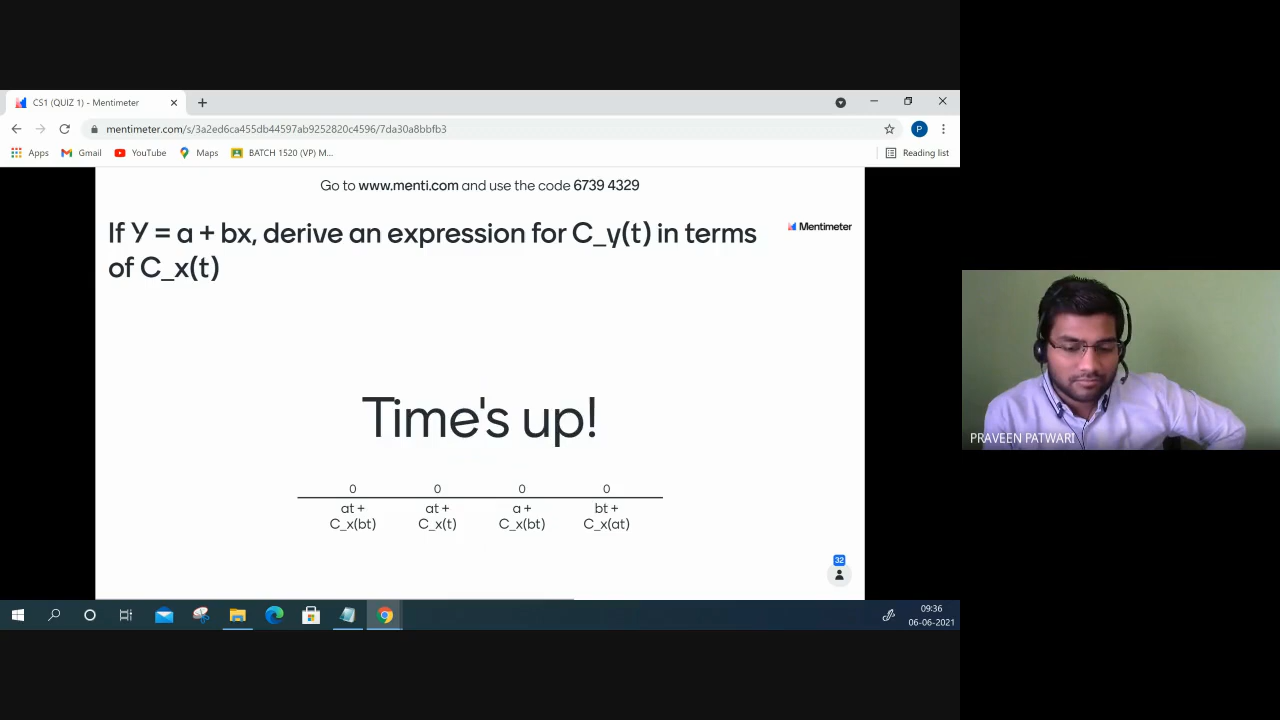 CS1 (QUIZ 1) - Mentimeter
mentimeter.com/s/3a2ed6ca455db44597ab9252820c4596/7da30a8bbfb3
P
Apps Gmail YouTube Maps BATCH 1520 (VP) M... Reading list
Go to www.menti.com and use the code 6739 4329
If Y = a + bx, derive an expression for C_y(t) in terms
of C_x(t)
Mentimeter
Time's up!
0 0 0 0
at + at + a + bt +
C_x(bt) C_x(t) C_x(bt) C_x(at)
32
PRAVEEN PATWARI
09:36
06-06-2021